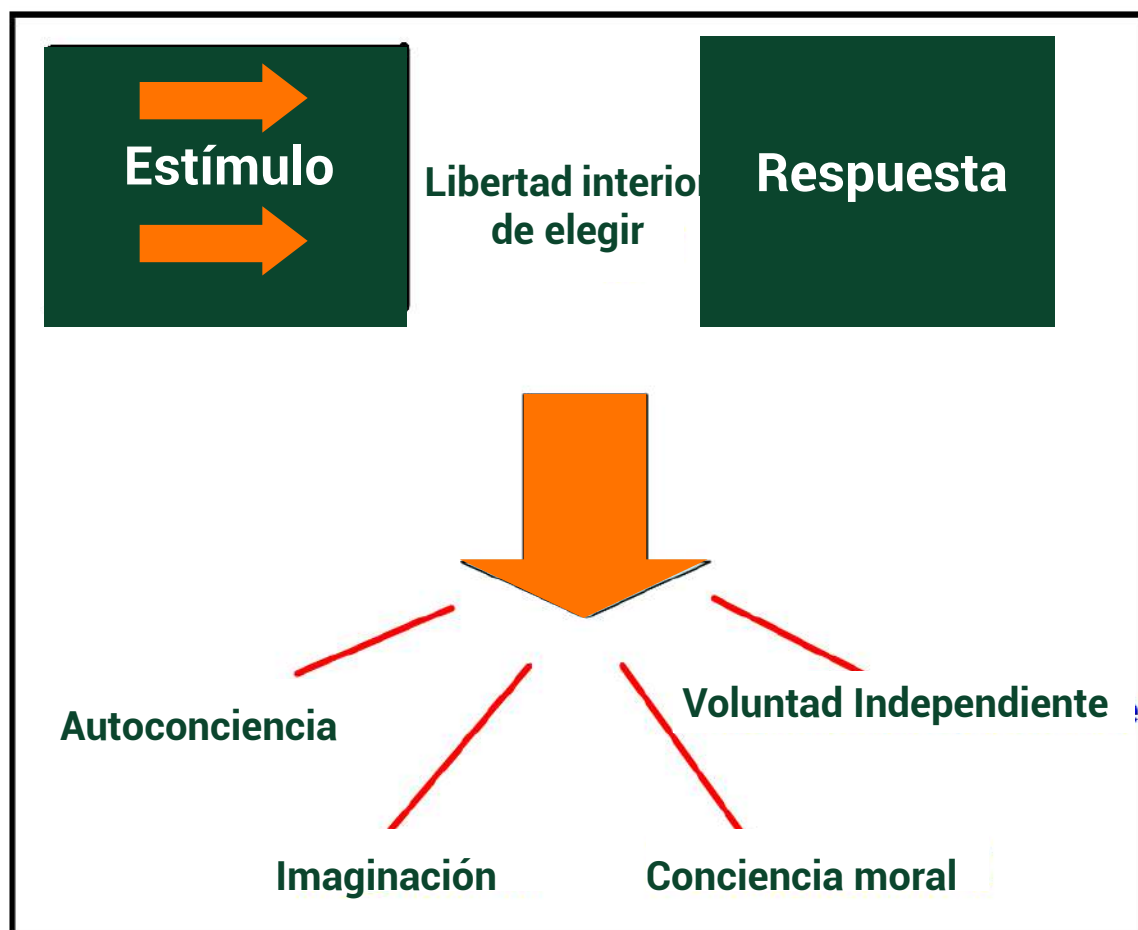 Estímulo
Libertad interior
de elegir
Respuesta
Autoconciencia
Voluntad Independiente
Imaginación
Conciencia moral